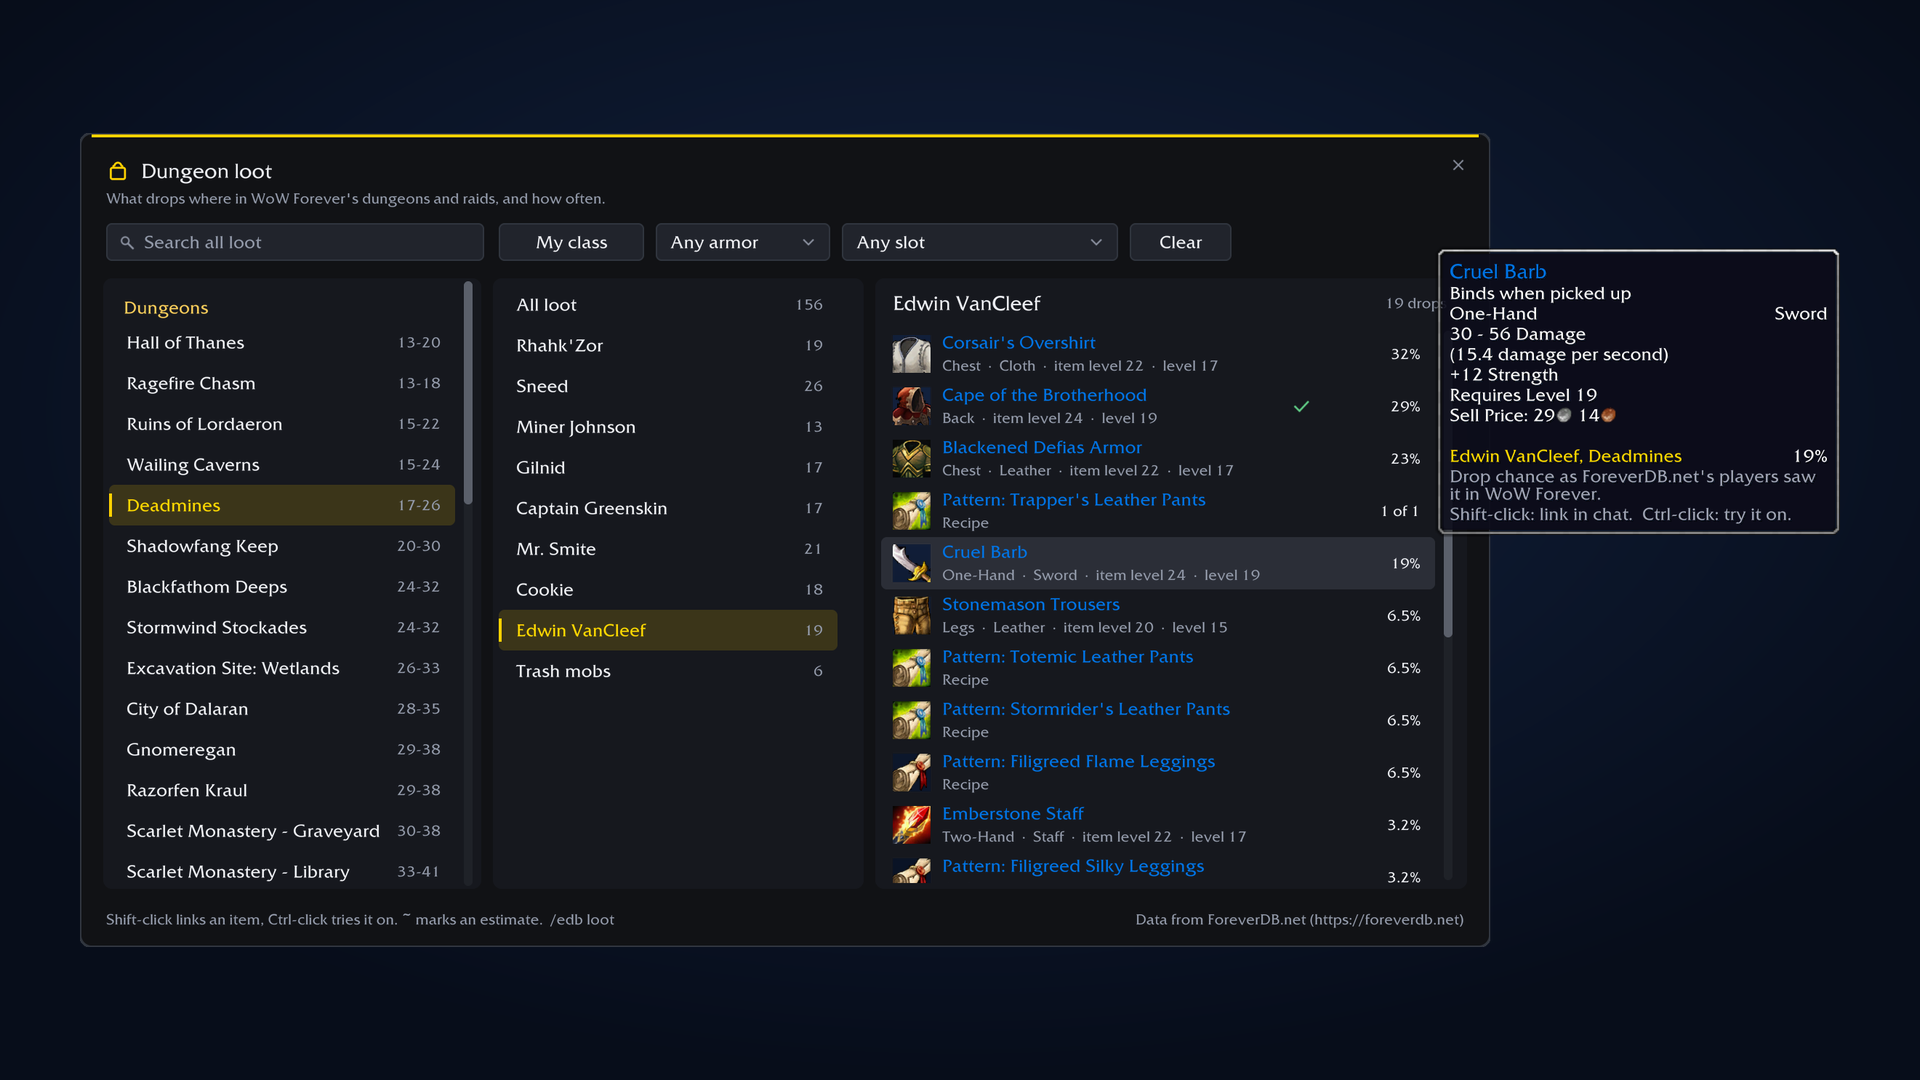 Dungeon loot
What drops where in WoW Forever's dungeons and raids, and how often.
Search all loot
My class
Any armor
Any slot
Clear
Dungeons
Hall of Thanes 13-20
Ragefire Chasm 13-18
Ruins of Lordaeron 15-22
Wailing Caverns 15-24
Deadmines 17-26
Shadowfang Keep 20-30
Blackfathom Deeps 24-32
Stormwind Stockades 24-32
Excavation Site: Wetlands 26-33
City of Dalaran 28-35
Gnomeregan 29-38
Razorfen Kraul 29-38
Scarlet Monastery - Graveyard 30-38
Scarlet Monastery - Library 33-41
All loot 156
Rhahk'Zor 19
Sneed 26
Miner Johnson 13
Gilnid 17
Captain Greenskin 17
Mr. Smite 21
Cookie 18
Edwin VanCleef 19
Trash mobs 6
Edwin VanCleef 19 drop
Corsair's Overshirt
Chest · Cloth · item level 22 · level 17
32%
Cape of the Brotherhood
Back · item level 24 · level 19
29%
Blackened Defias Armor
Chest · Leather · item level 22 · level 17
23%
Pattern: Trapper's Leather Pants
Recipe
1 of 1
Cruel Barb
One-Hand · Sword · item level 24 · level 19
19%
Stonemason Trousers
Legs · Leather · item level 20 · level 15
6.5%
Pattern: Totemic Leather Pants
Recipe
6.5%
Pattern: Stormrider's Leather Pants
Recipe
6.5%
Pattern: Filigreed Flame Leggings
Recipe
6.5%
Emberstone Staff
Two-Hand · Staff · item level 22 · level 17
3.2%
Pattern: Filigreed Silky Leggings
3.2%
Cruel Barb
Binds when picked up
One-Hand Sword
30 - 56 Damage
(15.4 damage per second)
+12 Strength
Requires Level 19
Sell Price: 29 14
Edwin VanCleef, Deadmines 19%
Drop chance as ForeverDB.net's players saw
it in WoW Forever.
Shift-click: link in chat. Ctrl-click: try it on.
Shift-click links an item, Ctrl-click tries it on. ~ marks an estimate. /edb loot
Data from ForeverDB.net (https://foreverdb.net)